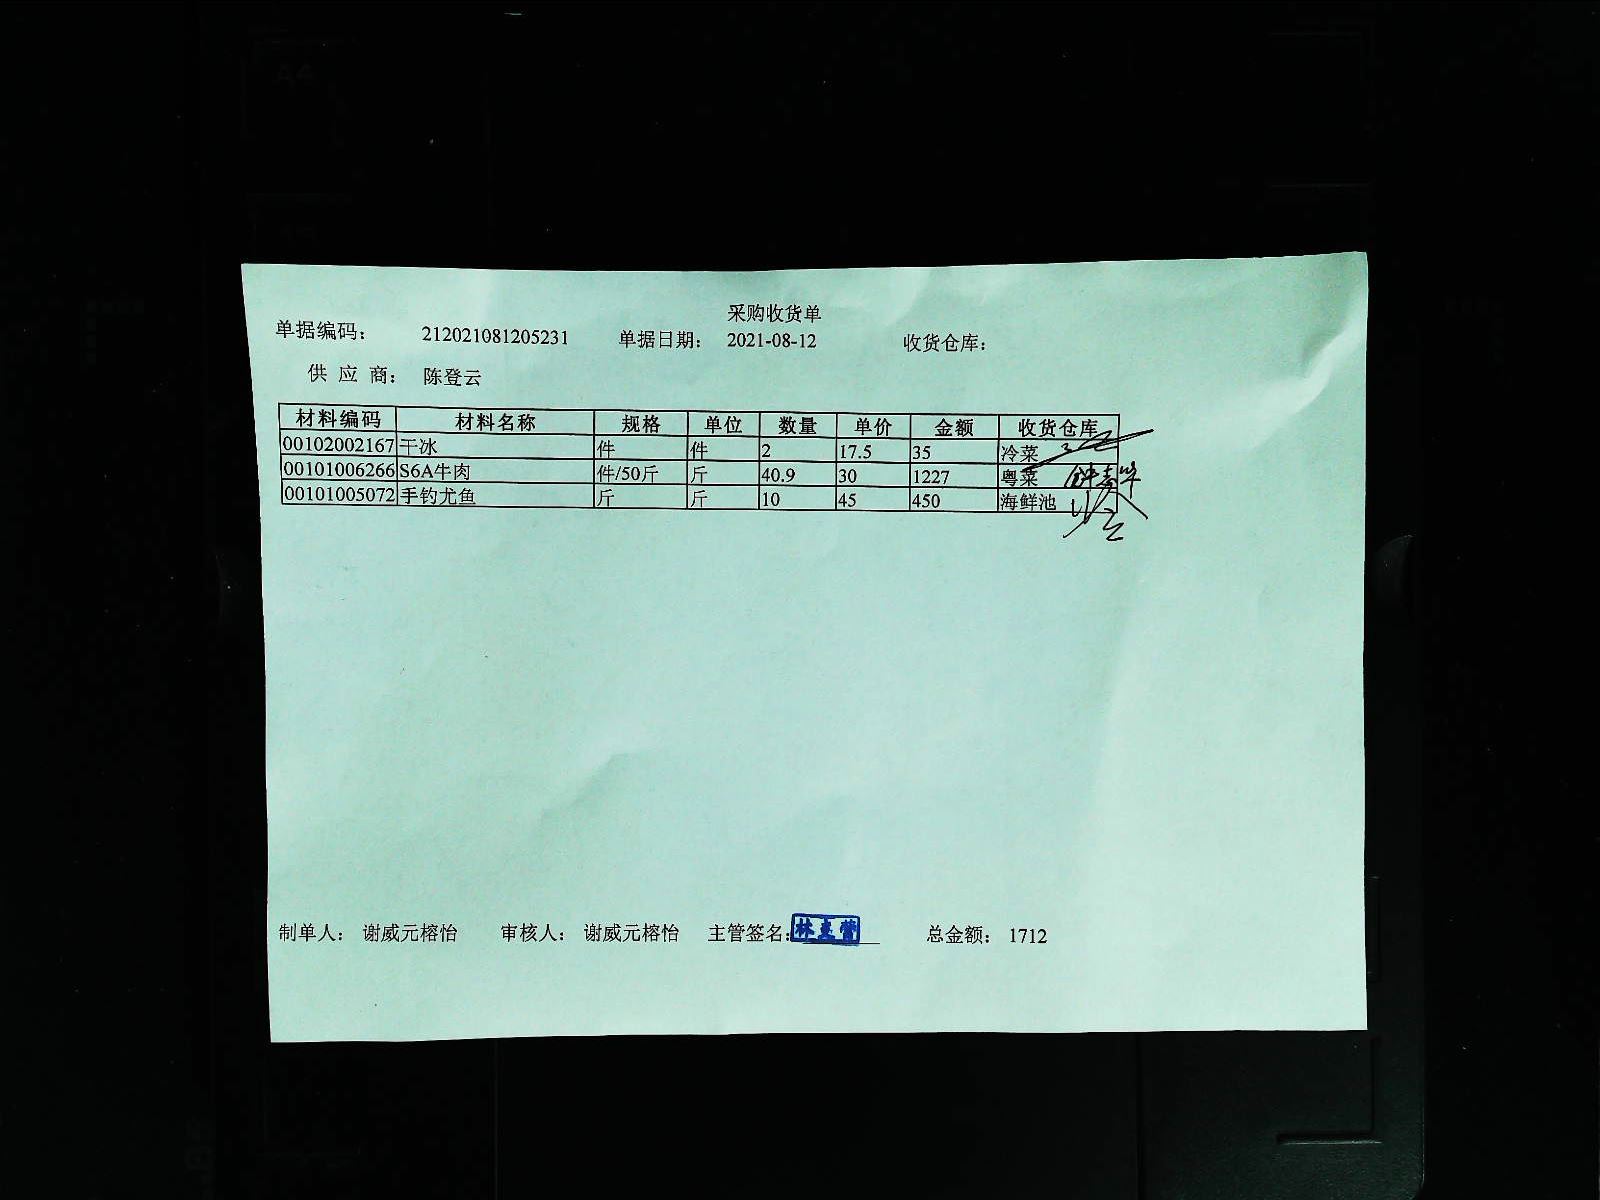 采购收货单
单据编码: 212021081205231 单据日期: 2021-08-12 收货仓库:
供 应 商: 陈登云
材料编码 材料名称 规格 单位 数量 单价 金额 收货仓库
00102002167 干冰 件 件 2 17.5 35 冷菜
00101006266 S6A牛肉 件/50斤 斤 40.9 30 1227 粤菜
00101005072 手钓尤鱼 斤 斤 10 45 450 海鲜池
制单人: 谢威元榕怡 审核人: 谢威元榕怡 主管签名: 总金额: 1712